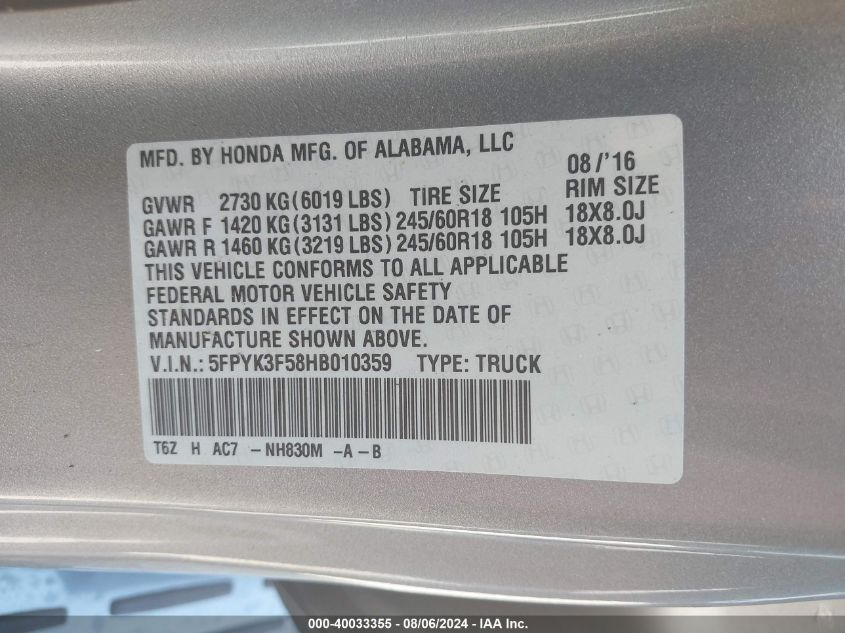 MFD. BY HONDA MFG. OF ALABAMA, LLC 08/'16
GVWR 2730 KG(6019 LBS) TIRE SIZE RIM SIZE
GAWR F 1420 KG(3131 LBS) 245/60R18 105H 18X8.0J
GAWR R 1460 KG(3219 LBS) 245/60R18 105H 18X8.0J
THIS VEHICLE CONFORMS TO ALL APPLICABLE
FEDERAL MOTOR VEHICLE SAFETY
STANDARDS IN EFFECT ON THE DATE OF
MANUFACTURE SHOWN ABOVE.
V.I.N.: 5FPYK3F58HB010359 TYPE: TRUCK
T6Z H AC7 -NH830M -A-B
000-40033355 - 08/06/2024 - IAA Inc.